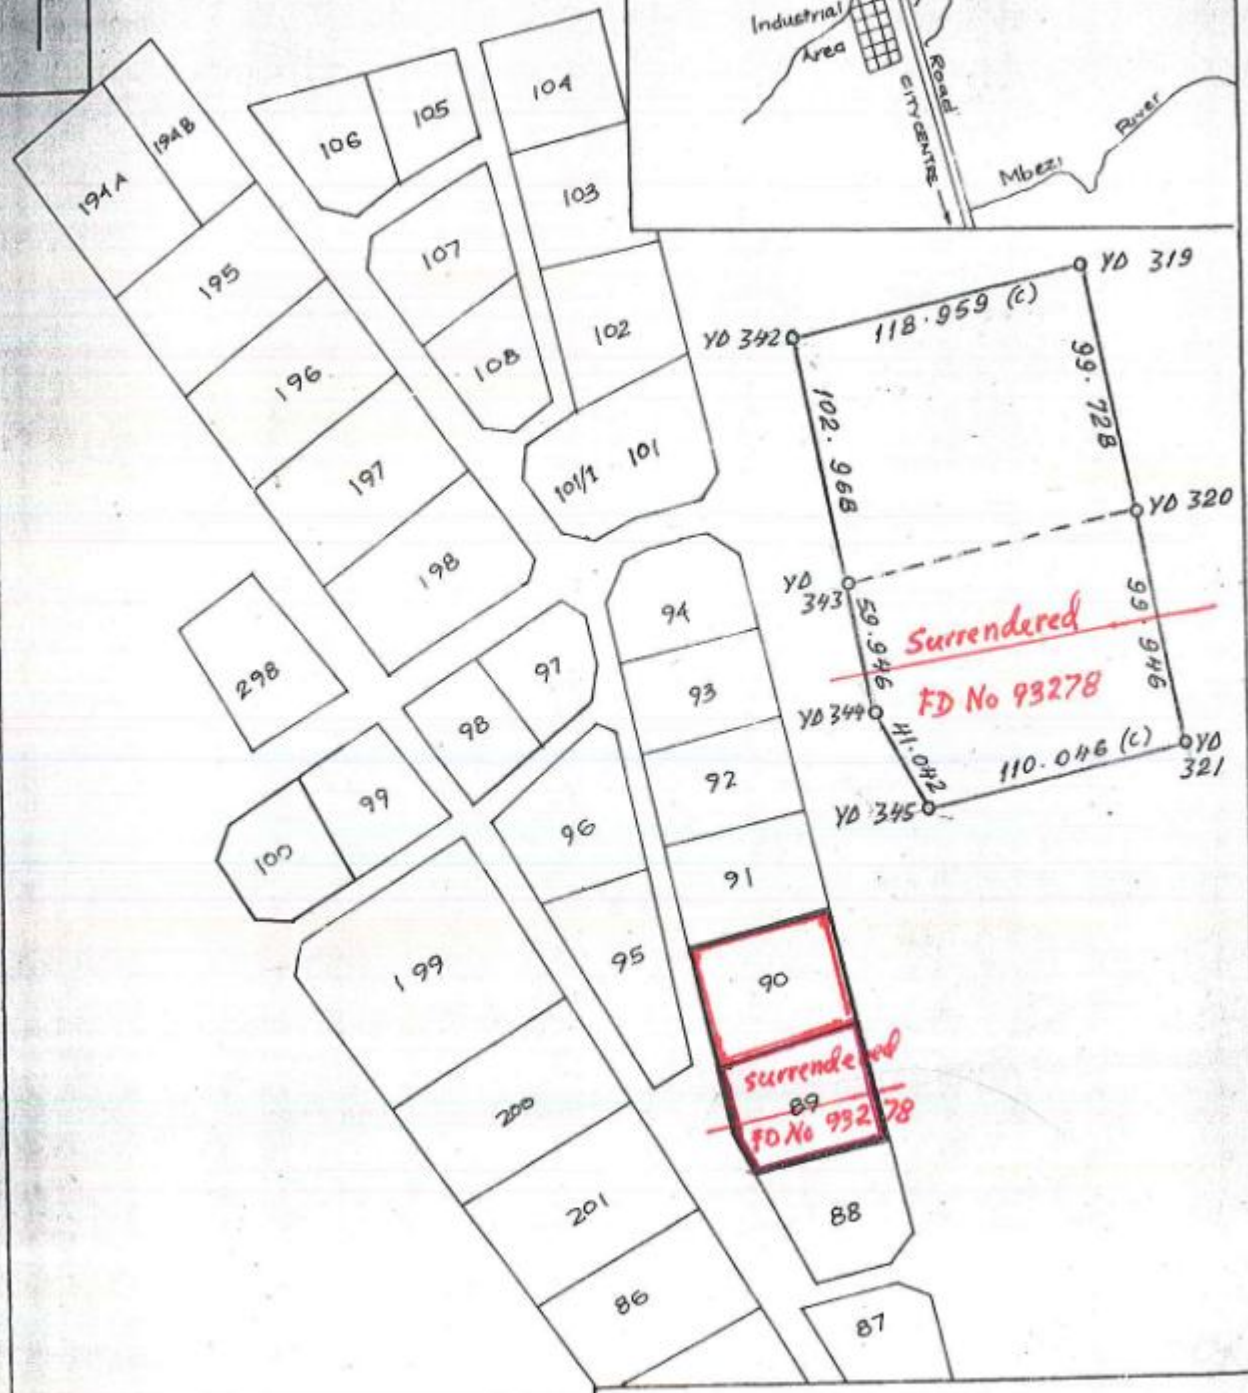 Industrial
Area
Road
CITY CENTRE
Mbezi
River
194A
194B
106
105
104
195
107
103
196
108
102
197
101/1
101
198
YD 342
118.959 (C)
YD 319
102.968
99.728
YD
343
YD 320
59.946
99.946
Surrendered
FD No 93278
YD 344
41.042
110.046 (C)
YD 345
YD
321
94
298
97
93
98
92
99
96
100
91
199
95
90
surrendered
89
FD No 93278
200
201
88
86
87